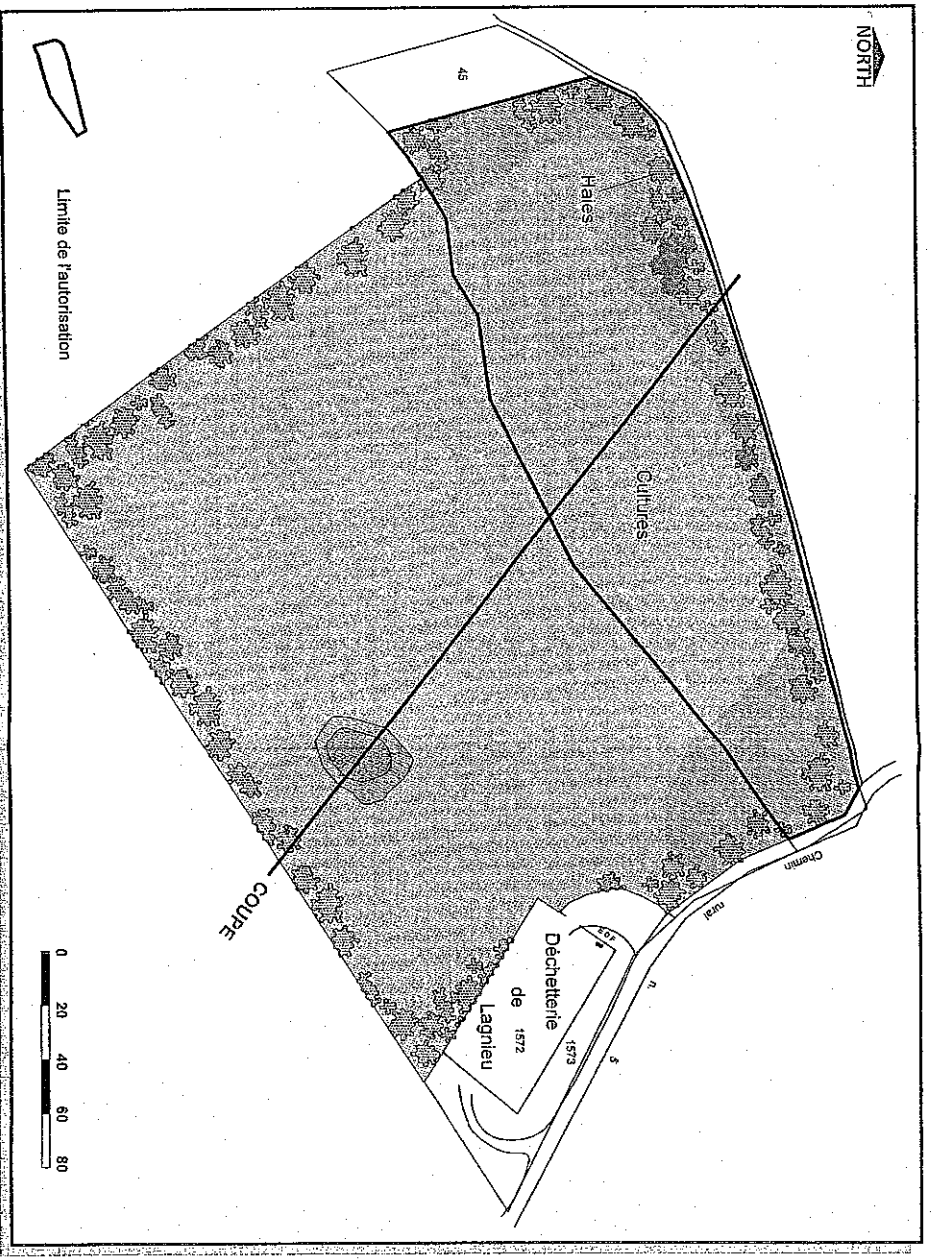 NORTH
45
Haies
Cultures
Limite de l'autorisation
COUPE
Chemin
rural
n.
5
Déchetterie
de
Lagnieu
1572
1573
0 20 40 60 80